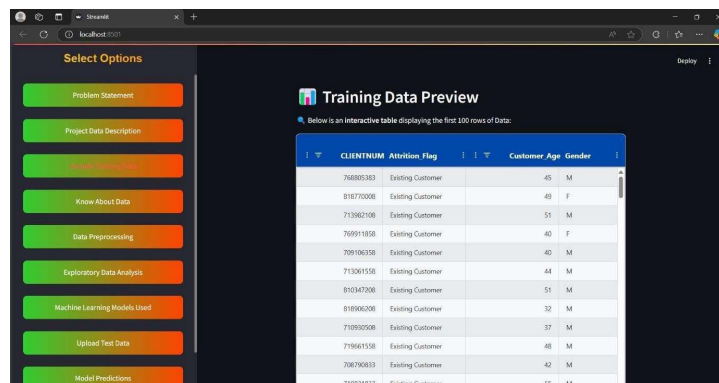 Streamlit
localhost:8501
Deploy
Select Options
Problem Statement
Project Data Description
Know About Data
Data Preprocessing
Exploratory Data Analysis
Machine Learning Models Used
Upload Test Data
Model Predictions
Training Data Preview
Below is an interactive table displaying the first 100 rows of Data:
CLIENTNUM Attrition_Flag Customer_Age Gender
768805383 Existing Customer 45 M
818770008 Existing Customer 49 F
713982108 Existing Customer 51 M
769911858 Existing Customer 40 F
709106358 Existing Customer 40 M
713061558 Existing Customer 44 M
810347208 Existing Customer 51 M
818906208 Existing Customer 32 M
710930508 Existing Customer 37 M
719661558 Existing Customer 48 M
708790833 Existing Customer 42 M